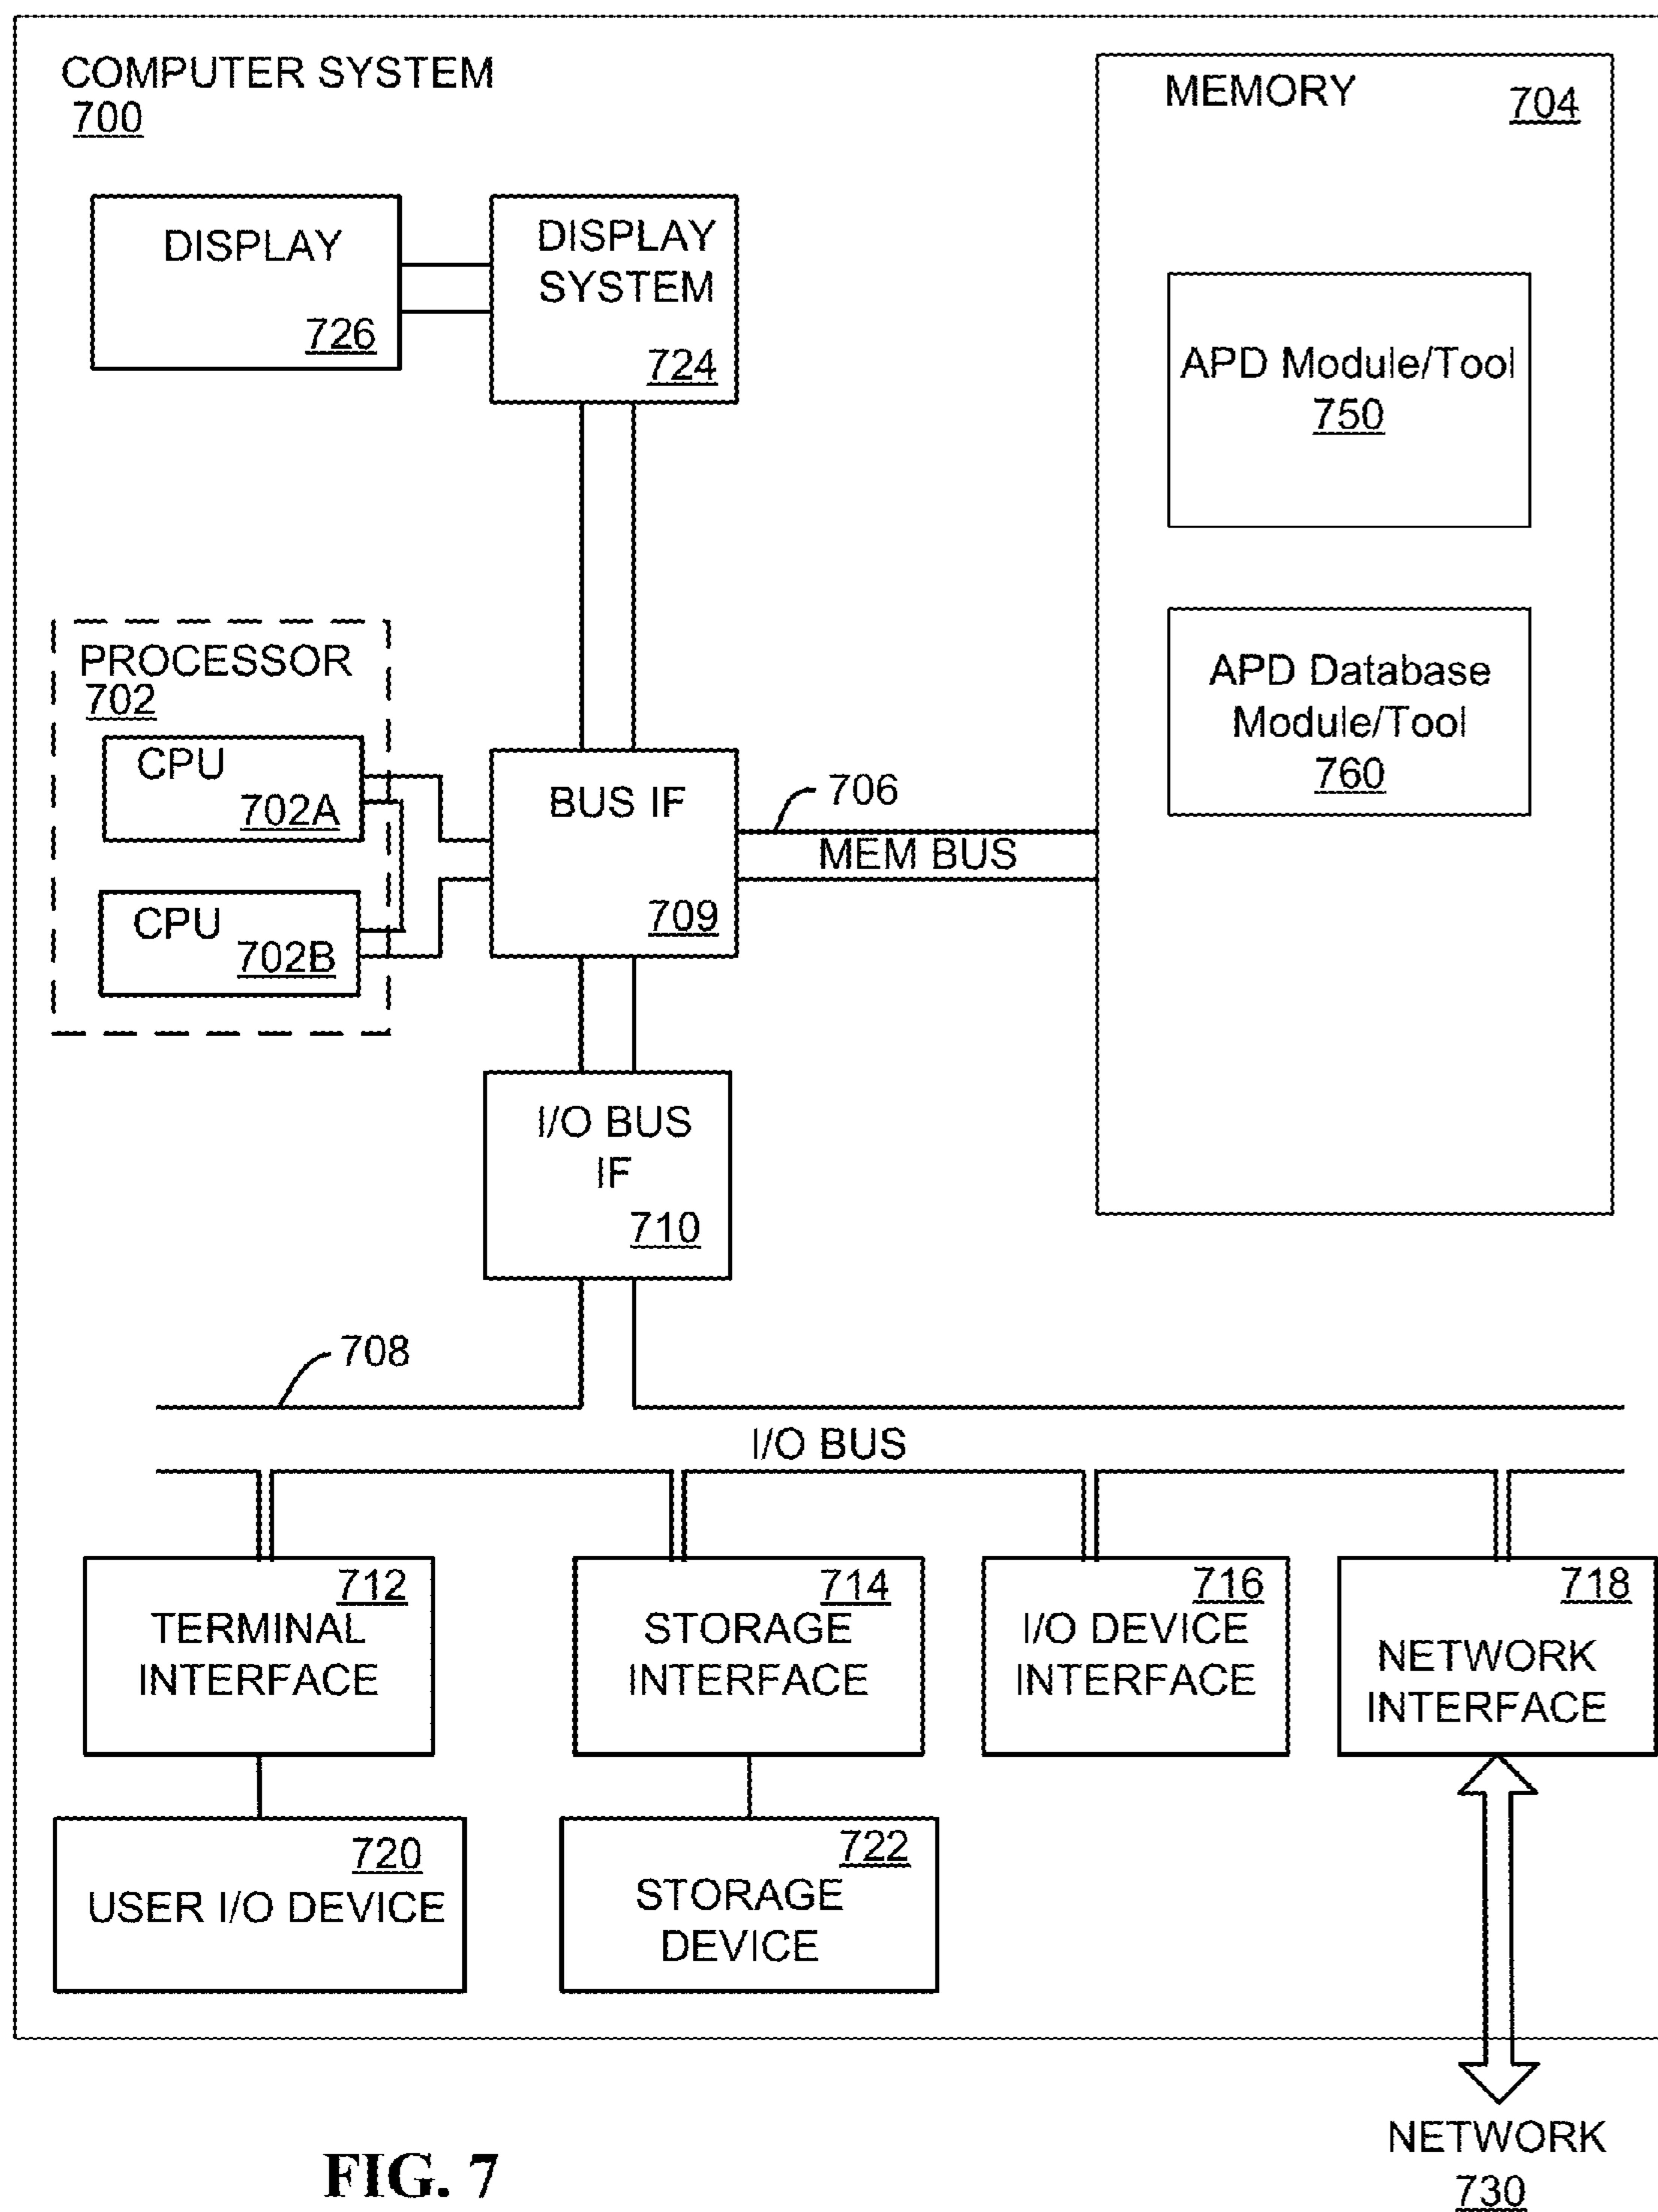 COMPUTER SYSTEM
700
MEMORY
704
DISPLAY
726
DISPLAY
SYSTEM
724
APD Module/Tool
750
APD Database
Module/Tool
760
PROCESSOR
702
CPU
702A
CPU
702B
BUS IF
709
706
MEM BUS
I/O BUS
IF
710
708
I/O BUS
712
TERMINAL
INTERFACE
714
STORAGE
INTERFACE
716
I/O DEVICE
INTERFACE
718
NETWORK
INTERFACE
720
USER I/O DEVICE
722
STORAGE
DEVICE
NETWORK
730
FIG. 7